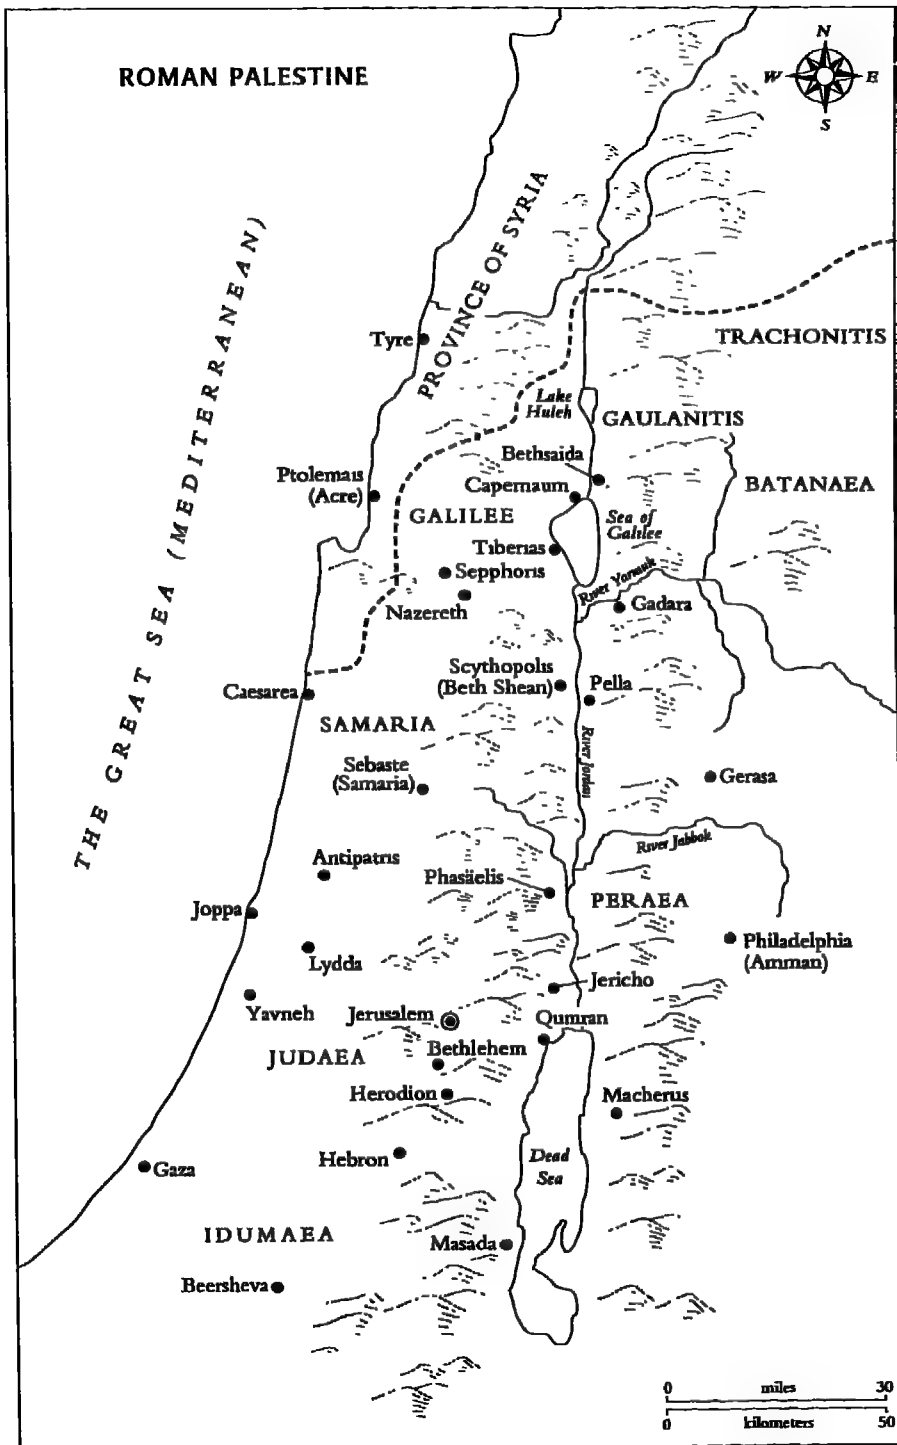 ROMAN PALESTINE
N
W
E
S
THE GREAT SEA (MEDITERRANEAN)
PROVINCE OF SYRIA
Tyre
TRACHONITIS
Lake
Huleh
GAULANITIS
Bethsaida
Ptolemais
(Acre)
Capernaum
BATANAEA
GALILEE
Sea of
Galilee
Tiberias
Sepphoris
River Yarmuk
Nazereth
Gadara
Scythopolis
(Beth Shean)
Pella
Caesarea
SAMARIA
River Jordan
Sebaste
(Samaria)
Gerasa
River Jabbok
Antipatris
Phasäelis
PERAEA
Joppa
Philadelphia
(Amman)
Lydda
Jericho
Yavneh
Jerusalem
Qumran
JUDAEA
Bethlehem
Herodion
Macherus
Hebron
Dead
Sea
Gaza
IDUMAEA
Masada
Beersheva
0 miles 30
0 kilometers 50